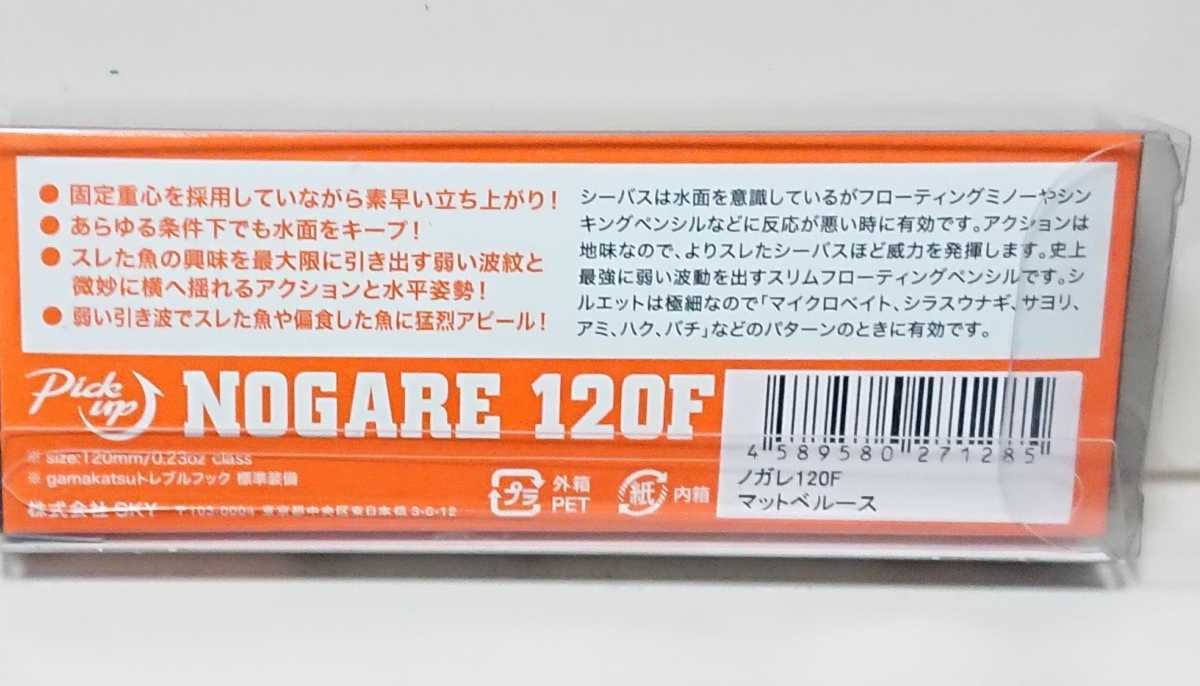 ● 固定重心を採用していながら素早い立ち上がり!
● あらゆる条件下でも水面をキープ!
● スレた魚の興味を最大限に引き出す弱い波紋と
微妙に横へ揺れるアクションと水平姿勢!
● 弱い引き波でスレた魚や偏食した魚に猛烈アピール!
シーバスは水面を意識しているがフローティングミノーやシン
キングペンシルなどに反応が悪い時に有効です。アクションは
地味なので、よりスレたシーバスほど威力を発揮します。史上
最強に弱い波動を出すスリムフローティングペンシルです。シ
ルエットは極細なので「マイクロベイト、シラスウナギ、サヨリ、
アミ、ハク、バチ」などのパターンのときに有効です。
Pick up
NOGARE 120F
※ size:120mm/0.23oz class
※ gamakatsuトレブルフック 標準装備
株式会社 SKY 〒103-0004 東京都中央区東日本橋 3-6-12
プラ
外箱
PET
紙
内箱
4 589580 271285
ノガレ120F
マットベルース